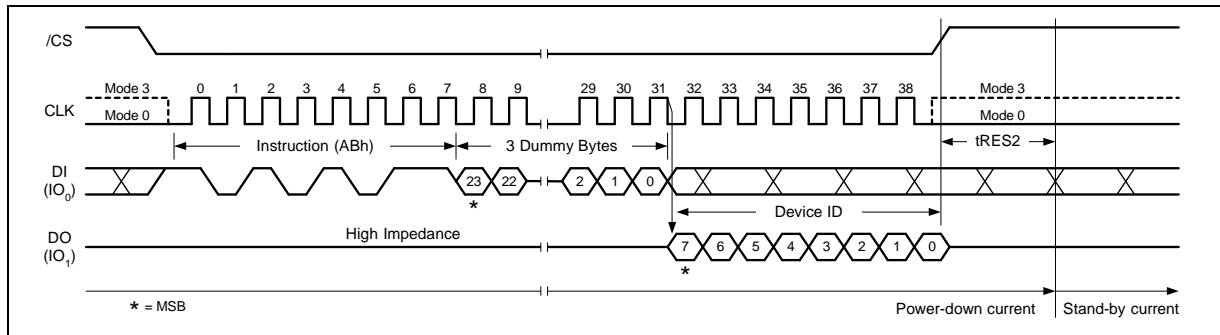 /CS
Mode 3 0 1 2 3 4 5 6 7 8 9 29 30 31 32 33 34 35 36 37 38 Mode 3
CLK Mode 0 Mode 0
Instruction (ABh) 3 Dummy Bytes tRES2
DI
(IO0) 23 22 2 1 0
* Device ID
High Impedance
DO
(IO1) 7 6 5 4 3 2 1 0
*
* = MSB Power-down current Stand-by current